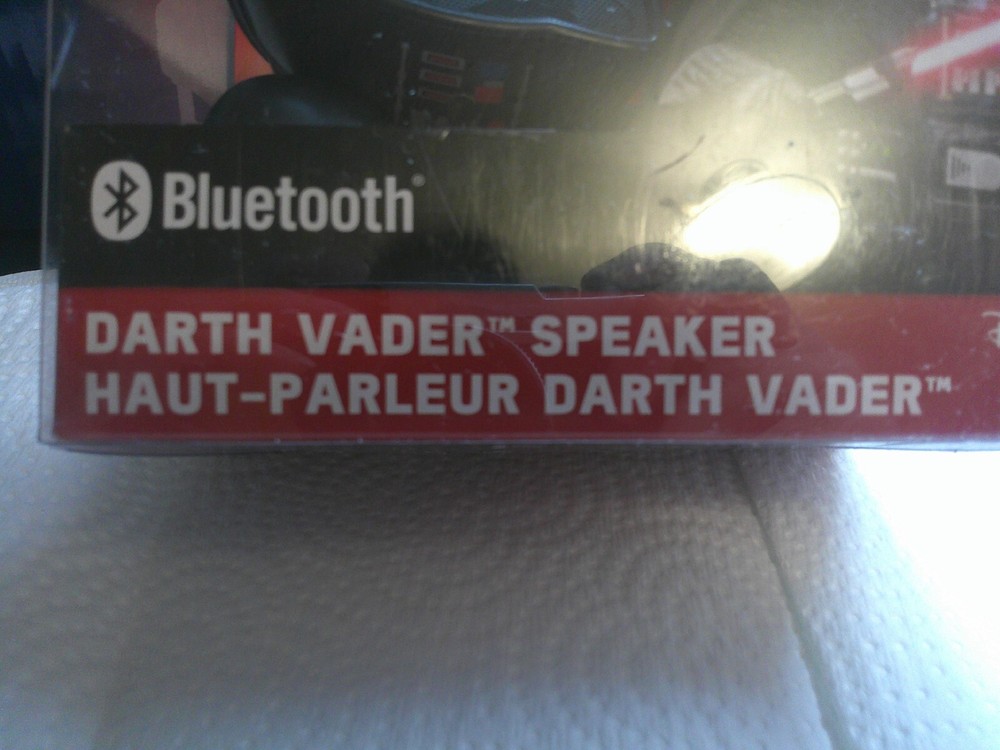 Bluetooth®
DARTH VADER™ SPEAKER
HAUT-PARLEUR DARTH VADER™